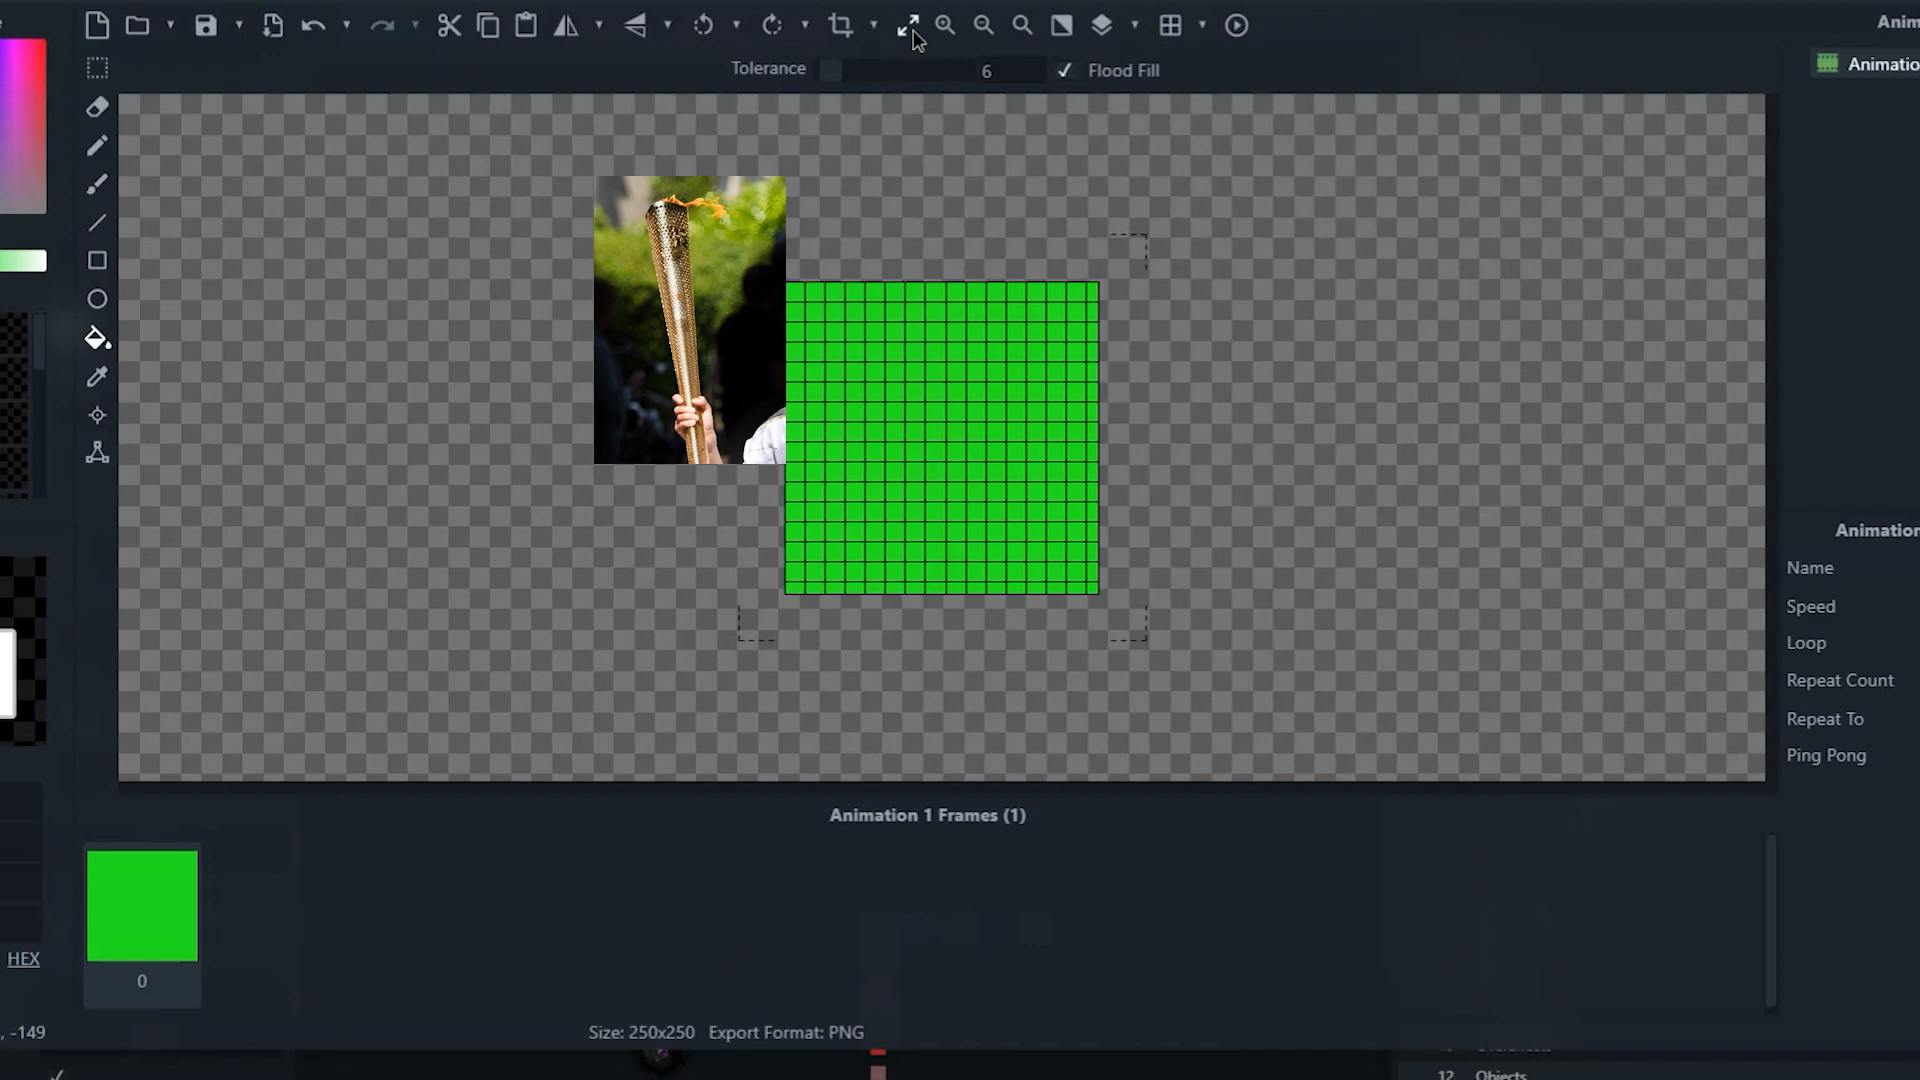 Anim
Tolerance 6 Flood Fill
Animatio
Animation
Name
Speed
Loop
Repeat Count
Repeat To
Ping Pong
Animation 1 Frames (1)
HEX
0
, -149
Size: 250x250 Export Format: PNG
12 Objects